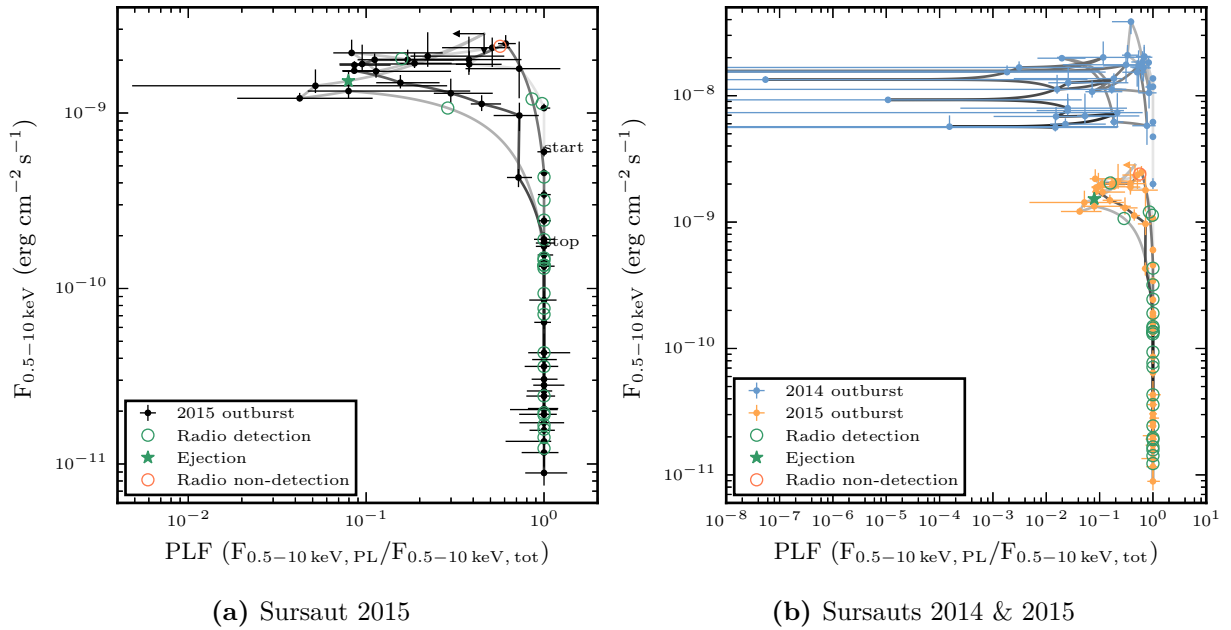 F0.5−10 keV (erg cm−2 s−1)
10−9
10−10
10−11
start
stop
2015 outburst
Radio detection
Ejection
Radio non-detection
10−2 10−1 100
PLF (F0.5−10 keV, PL/F0.5−10 keV, tot)
(a) Sursaut 2015
F0.5−10 keV (erg cm−2 s−1)
10−7
10−8
10−9
10−10
10−11
2014 outburst
2015 outburst
Radio detection
Ejection
Radio non-detection
10−8 10−7 10−6 10−5 10−4 10−3 10−2 10−1 100 101
PLF (F0.5−10 keV, PL/F0.5−10 keV, tot)
(b) Sursauts 2014 & 2015